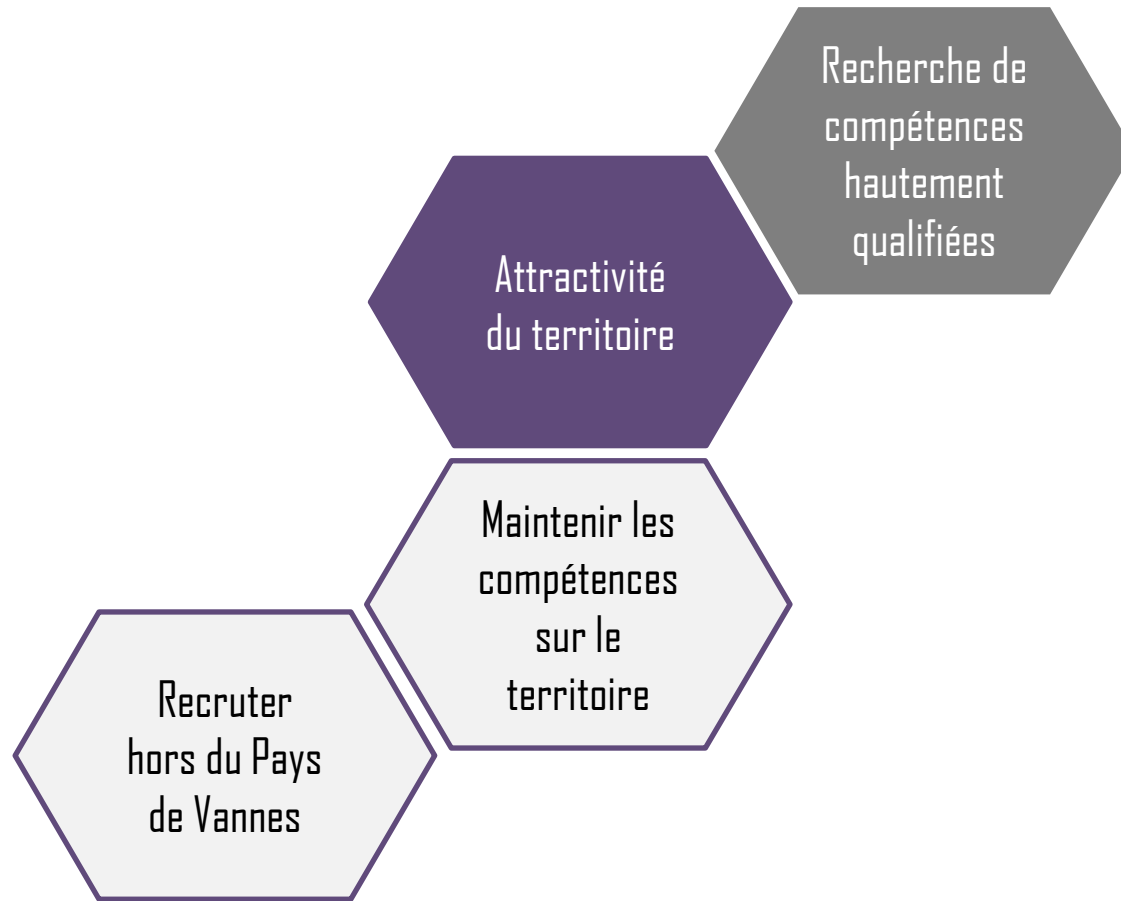 Recherche de
compétences
hautement
qualifiées
Attractivité
du territoire
Maintenir les
compétences
sur le
territoire
Recruter
hors du Pays
de Vannes